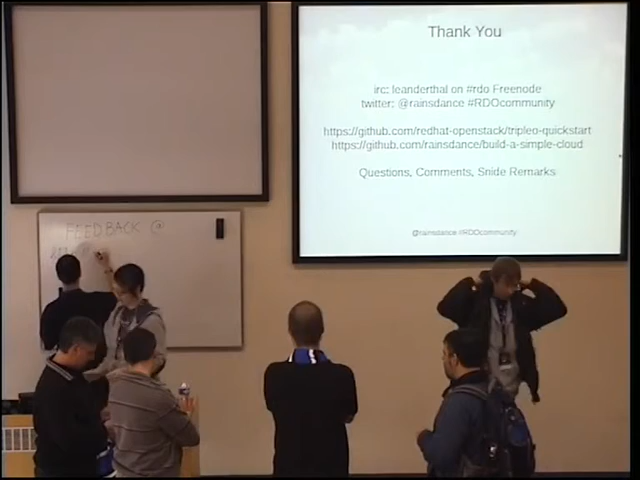 Thank You
irc: leanderthal on #rdo Freenode
twitter: @rainsdance #RDOcommunity
https://github.com/redhat-openstack/tripleo-quickstart
https://github.com/rainsdance/build-a-simple-cloud
Questions, Comments, Snide Remarks
@rainsdance #RDOcommunity
FEEDBACK @